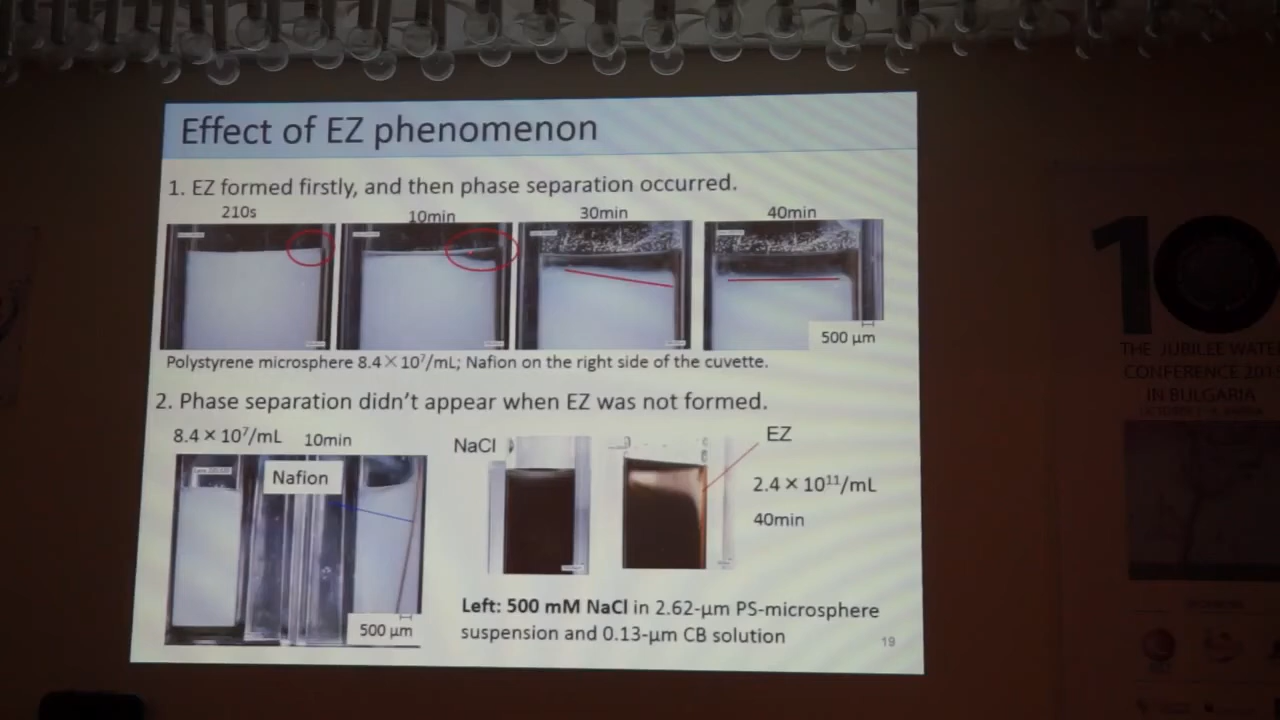 Effect of EZ phenomenon
1. EZ formed firstly, and then phase separation occurred.
210s
10min
30min
40min
500 μm
Polystyrene microsphere 8.4×10⁷/mL; Nafion on the right side of the cuvette.
2. Phase separation didn't appear when EZ was not formed.
8.4×10⁷/mL
10min
Nafion
500 μm
NaCl
EZ
2.4×10¹¹/mL
40min
Left: 500 mM NaCl in 2.62-μm PS-microsphere
suspension and 0.13-μm CB solution
19
10
THE JUBILEE WATE
CONFERENCE 201
IN BULGARIA